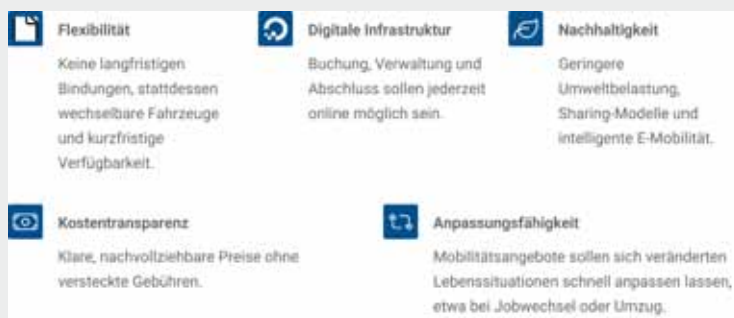 Flexibilität
Keine langfristigen
Bindungen, stattdessen
wechselbare Fahrzeuge
und kurzfristige
Verfügbarkeit.
Digitale Infrastruktur
Buchung, Verwaltung und
Abschluss sollen jederzeit
online möglich sein.
Nachhaltigkeit
Geringere
Umweltbelastung,
Sharing-Modelle und
intelligente E-Mobilität.
Kostentransparenz
Klare, nachvollziehbare Preise ohne
versteckte Gebühren.
Anpassungsfähigkeit
Mobilitätsangebote sollen sich veränderten
Lebenssituationen schnell anpassen lassen,
etwa bei Jobwechsel oder Umzug.